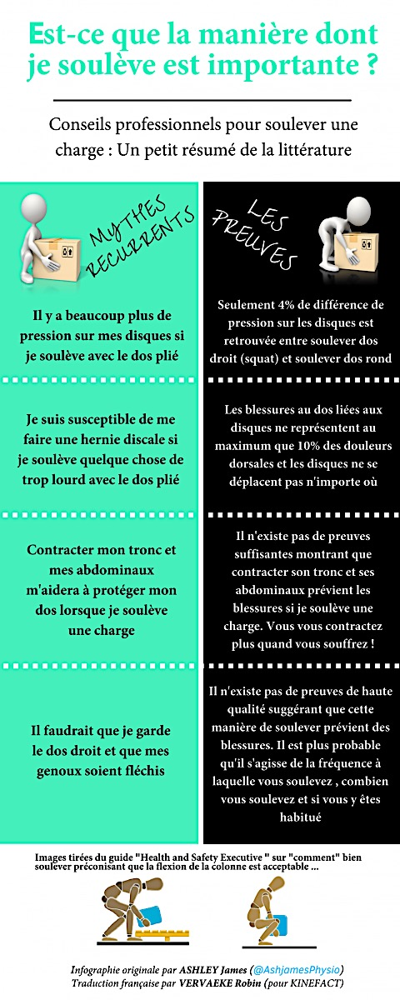 Est-ce que la manière dont
je soulève est importante ?
Conseils professionnels pour soulever une
charge : Un petit résumé de la littérature
MYTHES
RECURRENTS
LES
PREUVES
Il y a beaucoup plus de
pression sur mes disques si
je soulève avec le dos plié
Seulement 4% de différence de
pression sur les disques est
retrouvée entre soulever dos
droit (squat) et soulever dos rond
Je suis susceptible de me
faire une hernie discale si
je soulève quelque chose de
trop lourd avec le dos plié
Les blessures au dos liées aux
disques ne représentent au
maximum que 10% des douleurs
dorsales et les disques ne se
déplacent pas n'importe où
Contracter mon tronc et
mes abdominaux
m'aidera à protéger mon
dos lorsque je soulève
une charge
Il n'existe pas de preuves
suffisantes montrant que
contracter son tronc et ses
abdominaux prévient les
blessures si je soulève une
charge. Vous vous contractez
plus quand vous souffrez !
Il faudrait que je garde
le dos droit et que mes
genoux soient fléchis
Il n'existe pas de preuves de haute
qualité suggérant que cette
manière de soulever prévient des
blessures. Il est plus probable
qu'il s'agisse de la fréquence à
laquelle vous soulevez , combien
vous soulevez et si vous y êtes
habitué
Images tirées du guide "Health and Safety Executive " sur "comment" bien
soulever préconisant que la flexion de la colonne est acceptable ...
Infographie originale par ASHLEY James (@AshjamesPhysio)
Traduction française par VERVAEKE Robin (pour KINEFACT)